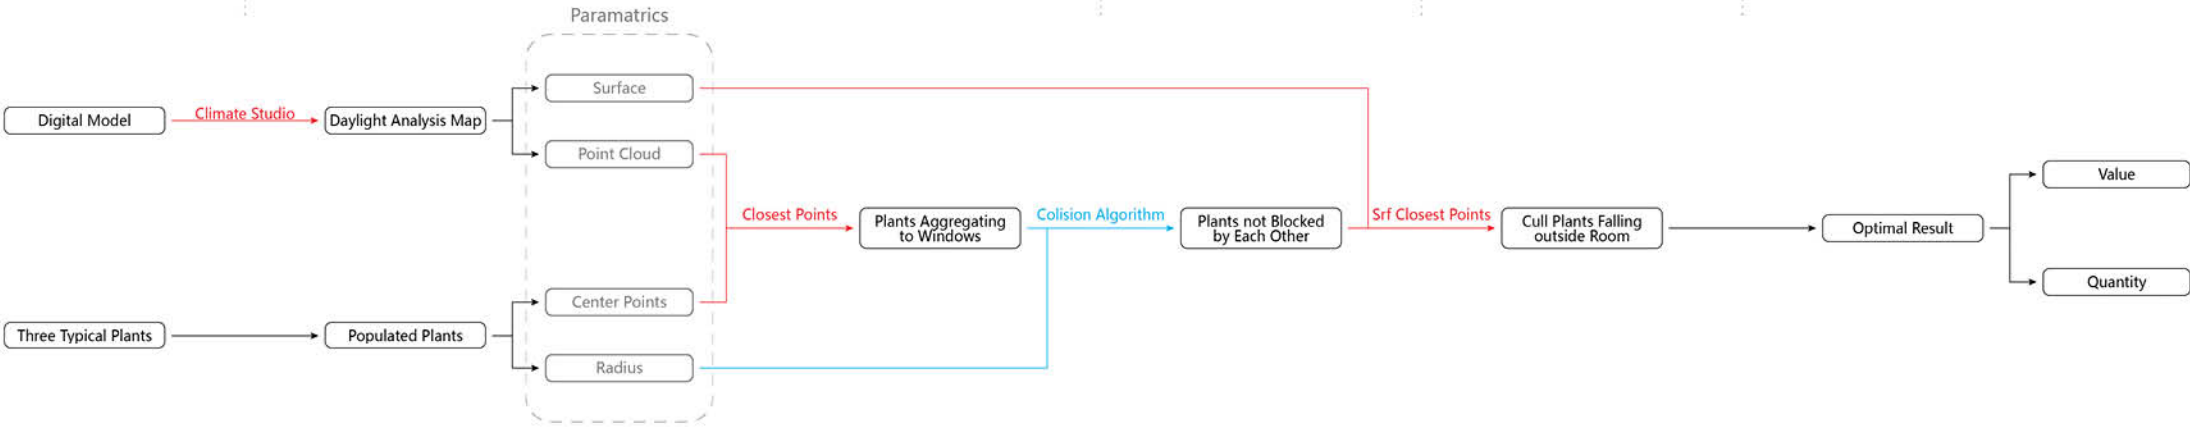 Paramatrics
Surface
Digital Model
Climate Studio
Daylight Analysis Map
Point Cloud
Closest Points
Plants Aggregating
to Windows
Colision Algorithm
Plants not Blocked
by Each Other
Srf Closest Points
Cull Plants Falling
outside Room
Optimal Result
Value
Quantity
Center Points
Three Typical Plants
Populated Plants
Radius